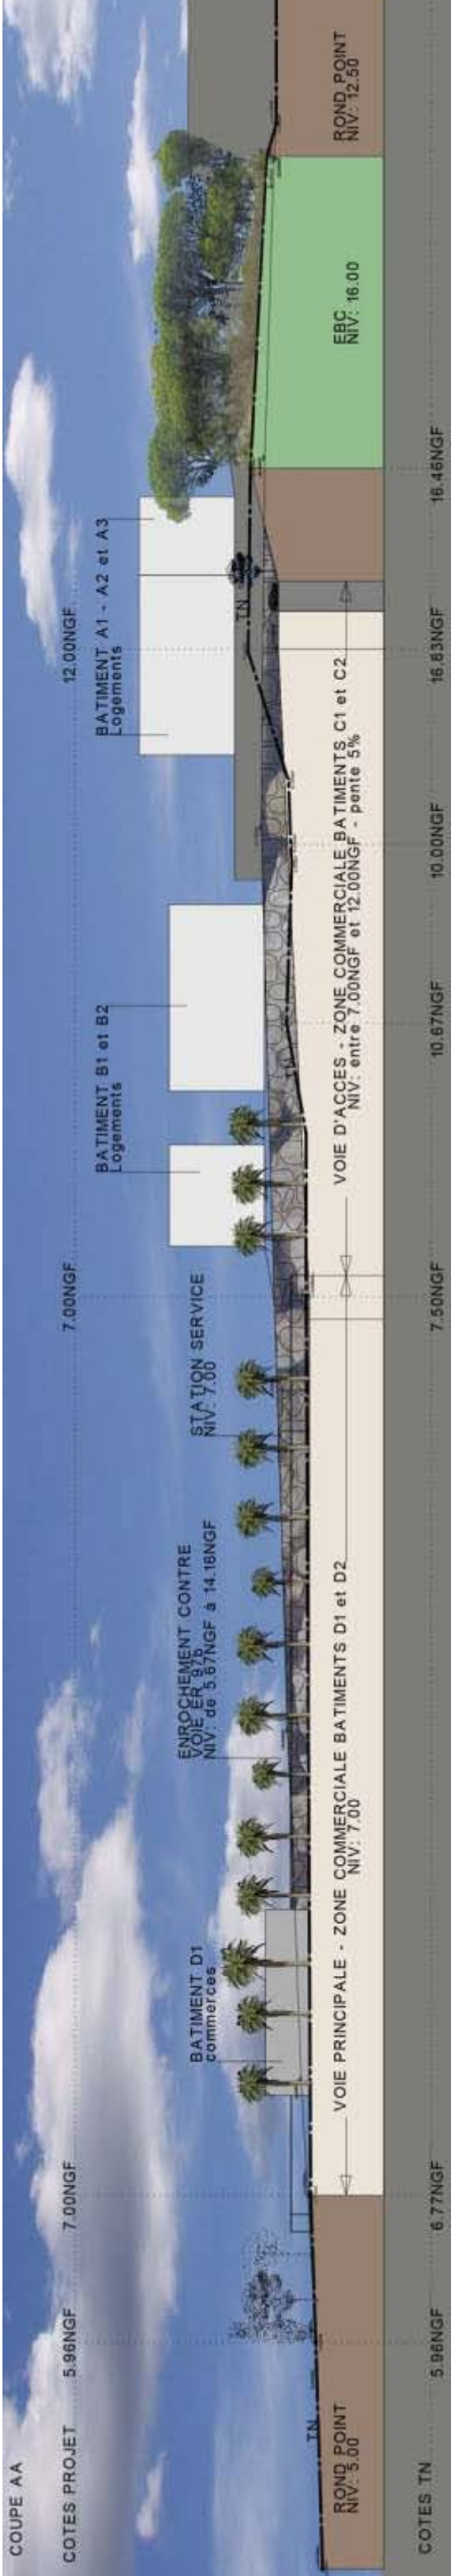 COUPE AA
COTES PROJET
5.96NGF
7.00NGF
7.00NGF
12.00NGF
BATIMENT D1
commerces
ENROCHEMENT CONTRE
VOIE ER 97b
NIV: de 5.67NGF à 14.16NGF
STATION SERVICE
NIV: 7.00
BATIMENT B1 et B2
Logements
BATIMENT A1 - A2 et A3
Logements
TN
TN
TN
ROND POINT
NIV: 5.00
VOIE PRINCIPALE - ZONE COMMERCIALE BATIMENTS D1 et D2
NIV: 7.00
VOIE D'ACCES - ZONE COMMERCIALE BATIMENTS C1 et C2
NIV: entre 7.00NGF et 12.00NGF - pente 5%
EBC
NIV: 16.00
ROND POINT
NIV: 12.50
COTES TN
5.96NGF
6.77NGF
7.50NGF
10.67NGF
10.00NGF
16.83NGF
16.46NGF